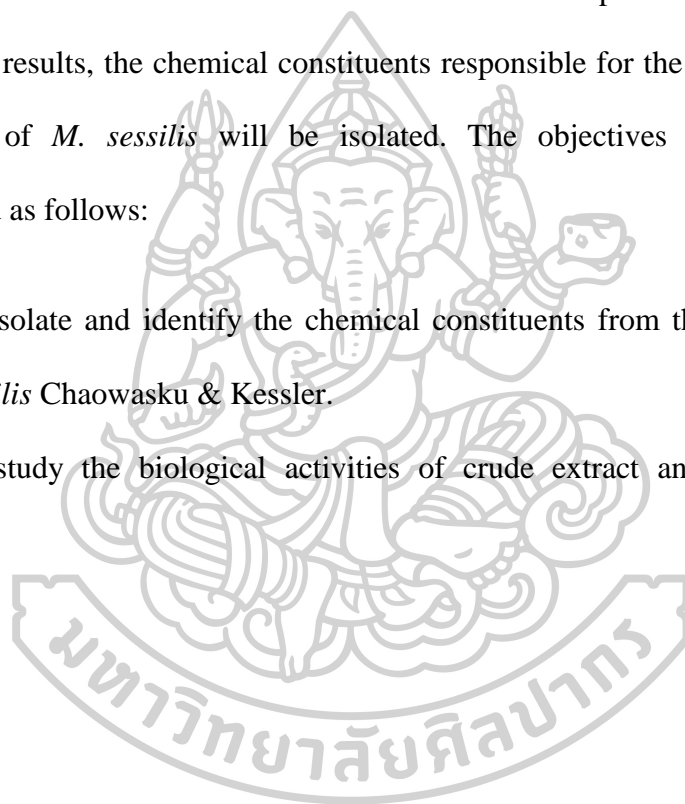 results, the chemical constituents responsible for the
of M. sessilis will be isolated. The objectives
as follows:
solate and identify the chemical constituents from
lis Chaowasku & Kessler.
study the biological activities of crude extract
มหาวิทยาลัยศิลปากร